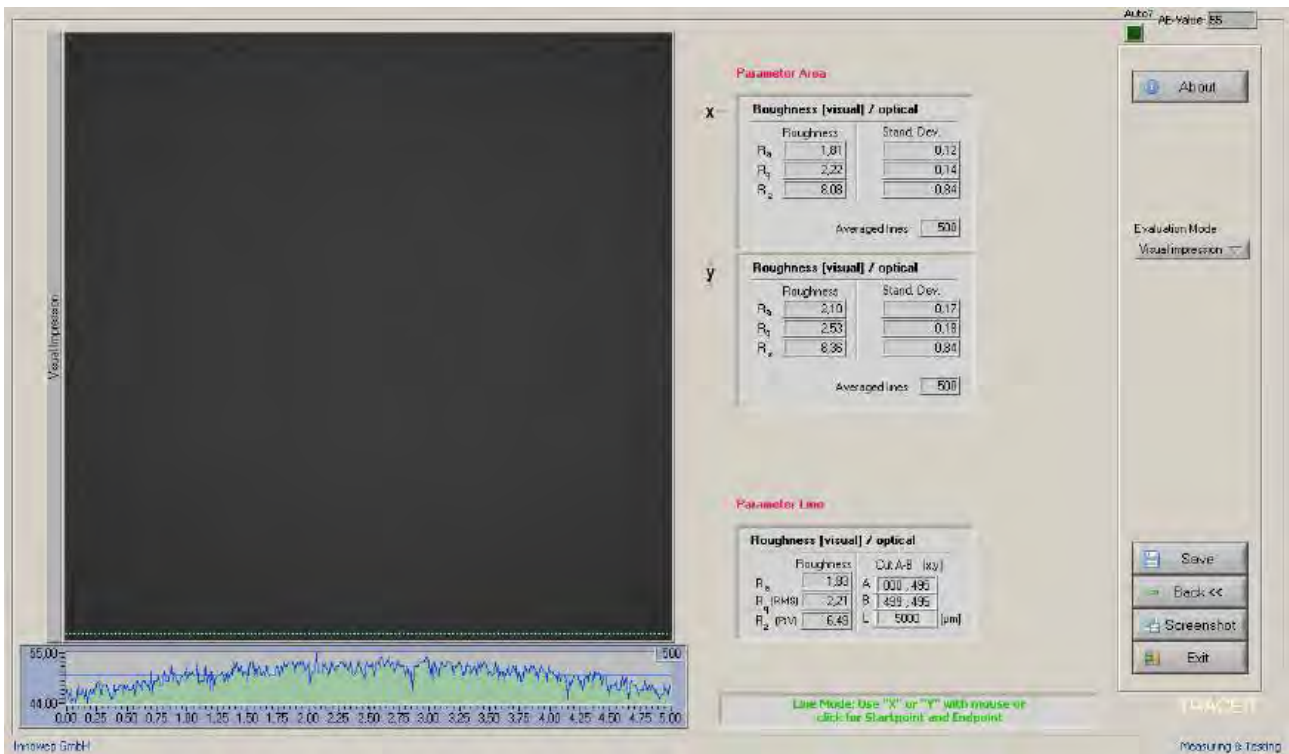 Auto?
AE-Value 55
About
Evaluation Mode
Visual impression
Visual Impression
Parameter Area
x
Roughness [visual] / optical
Roughness Stand. Dev.
Ra 1,81 0,12
Rq 2,22 0,14
Rz 8,08 0,84
Averaged lines 500
y
Roughness [visual] / optical
Roughness Stand. Dev.
Ra 2,10 0,17
Rq 2,53 0,18
Rz 8,36 0,84
Averaged lines 500
Parameter Line
Roughness [visual] / optical
Roughness Cut A-B (x,y)
Ra 1,83 A 000 , 495
Rq (RMS) 2,21 B 499 , 495
Rz (PtV) 6,49 L 5000 [µm]
Save
Back <<
Screenshot
Exit
55,00
500
44,00
0.00 0.25 0.50 0.75 1.00 1.25 1.50 1.75 2.00 2.25 2.50 2.75 3.00 3.25 3.50 3.75 4.00 4.25 4.50 4.75 5.00
Line Mode: Use "X" or "Y" with mouse or
click for Startpoint and Endpoint
TRACEiT
Innowep GmbH
Measuring & Testing